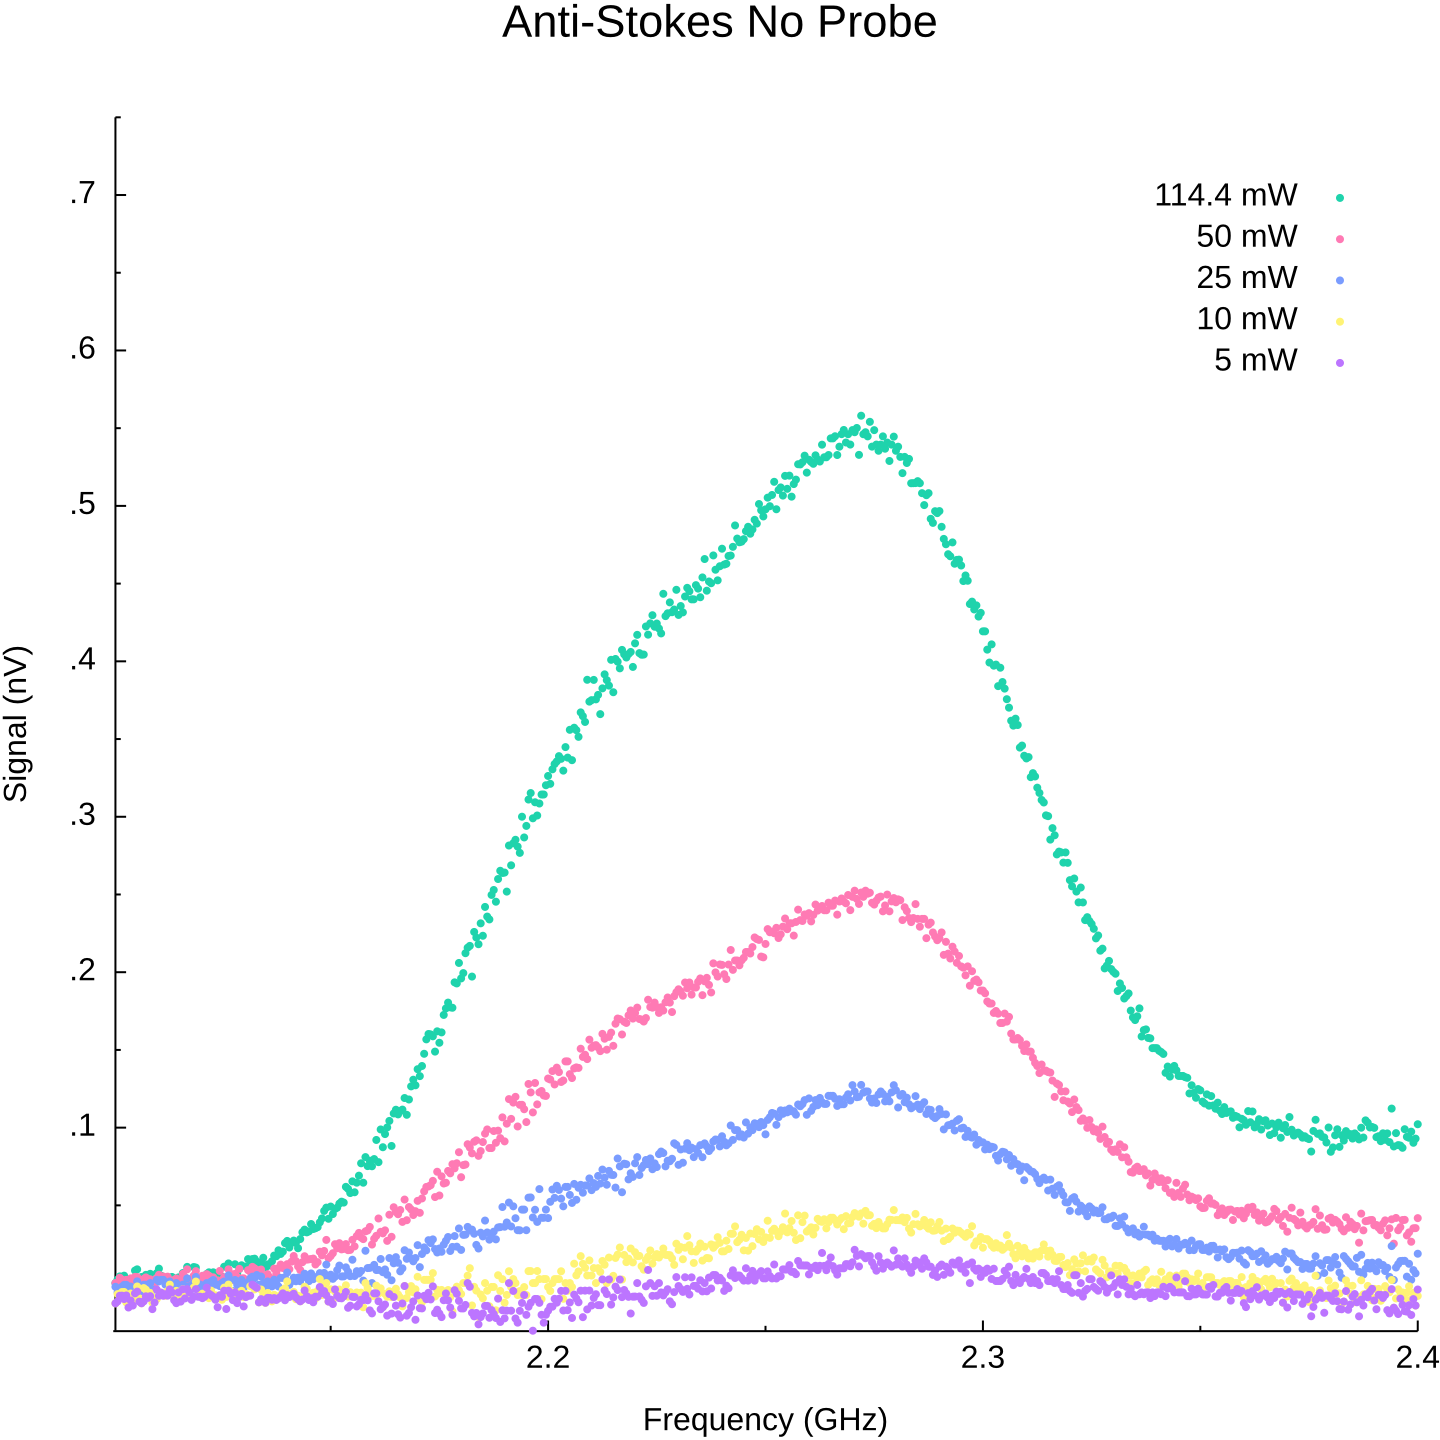 Anti-Stokes No Probe
.7
.6
.5
.4
.3
.2
.1
Signal (nV)
114.4 mW
50 mW
25 mW
10 mW
5 mW
2.2
2.3
2.4
Frequency (GHz)